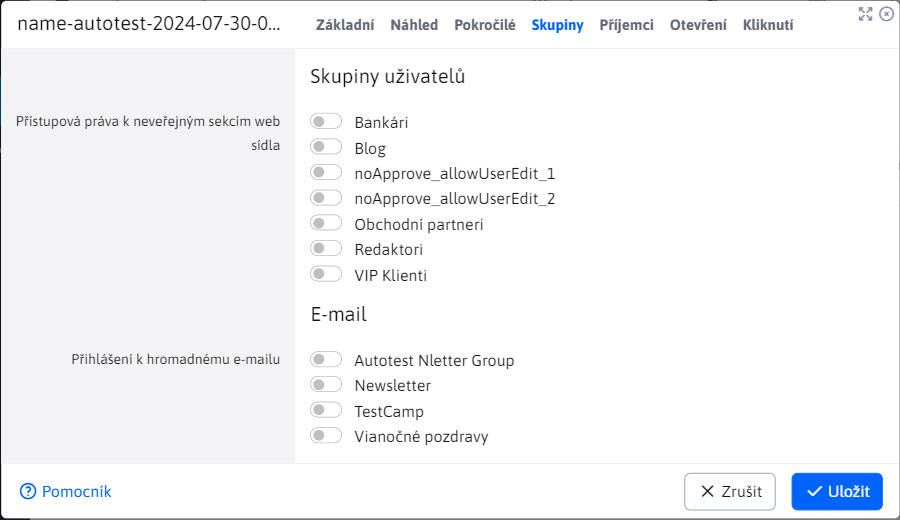 name-autotest-2024-07-30-0...
Základní Náhled Pokročilé Skupiny Příjemci Otevření Kliknutí
Skupiny uživatelů
Přístupová práva k neveřejným sekcím web
sídla
Bankári
Blog
noApprove_allowUserEdit_1
noApprove_allowUserEdit_2
Obchodní partneri
Redaktori
VIP Klienti
E-mail
Přihlášení k hromadnému e-mailu
Autotest Nletter Group
Newsletter
TestCamp
Vianočné pozdravy
Pomocník
Zrušit
Uložit